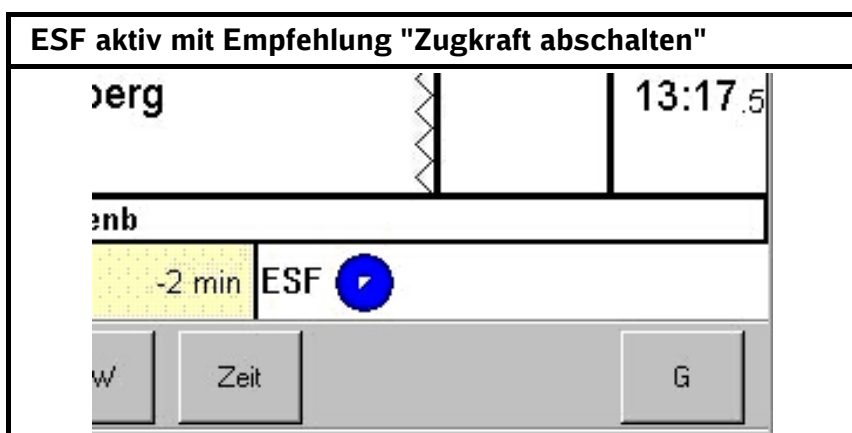 ESF aktiv mit Empfehlung "Zugkraft abschalten"
berg 13:17.5
enb
-2 min ESF
W Zeit G